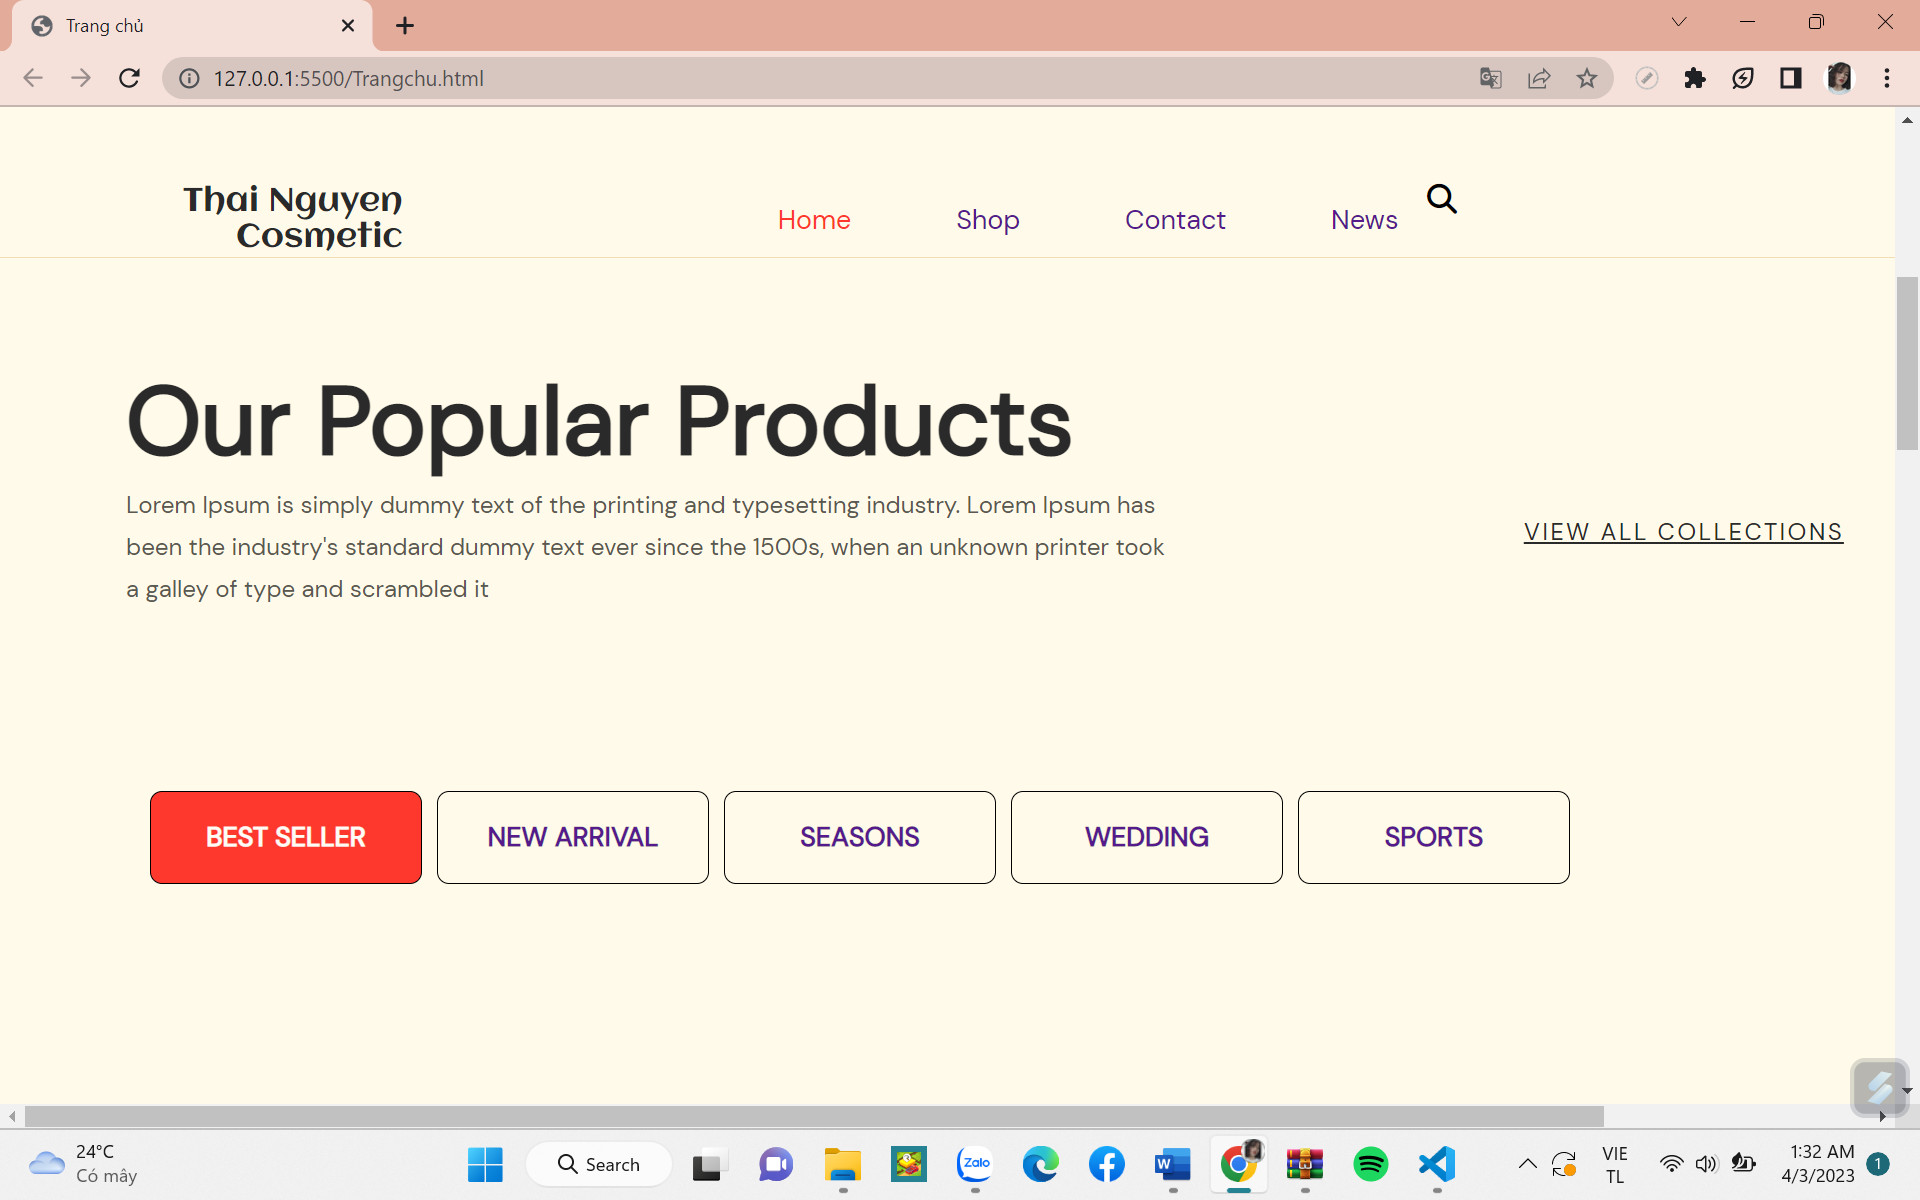 Trang chủ
127.0.0.1:5500/Trangchu.html
Thai Nguyen
Cosmetic
Home
Shop
Contact
News
Our Popular Products
Lorem Ipsum is simply dummy text of the printing and typesetting industry. Lorem Ipsum has
been the industry's standard dummy text ever since the 1500s, when an unknown printer took
a galley of type and scrambled it
VIEW ALL COLLECTIONS
BEST SELLER
NEW ARRIVAL
SEASONS
WEDDING
SPORTS
24°C
Có mây
Search
Zalo
W
VIE
TL
1:32 AM
4/3/2023
1